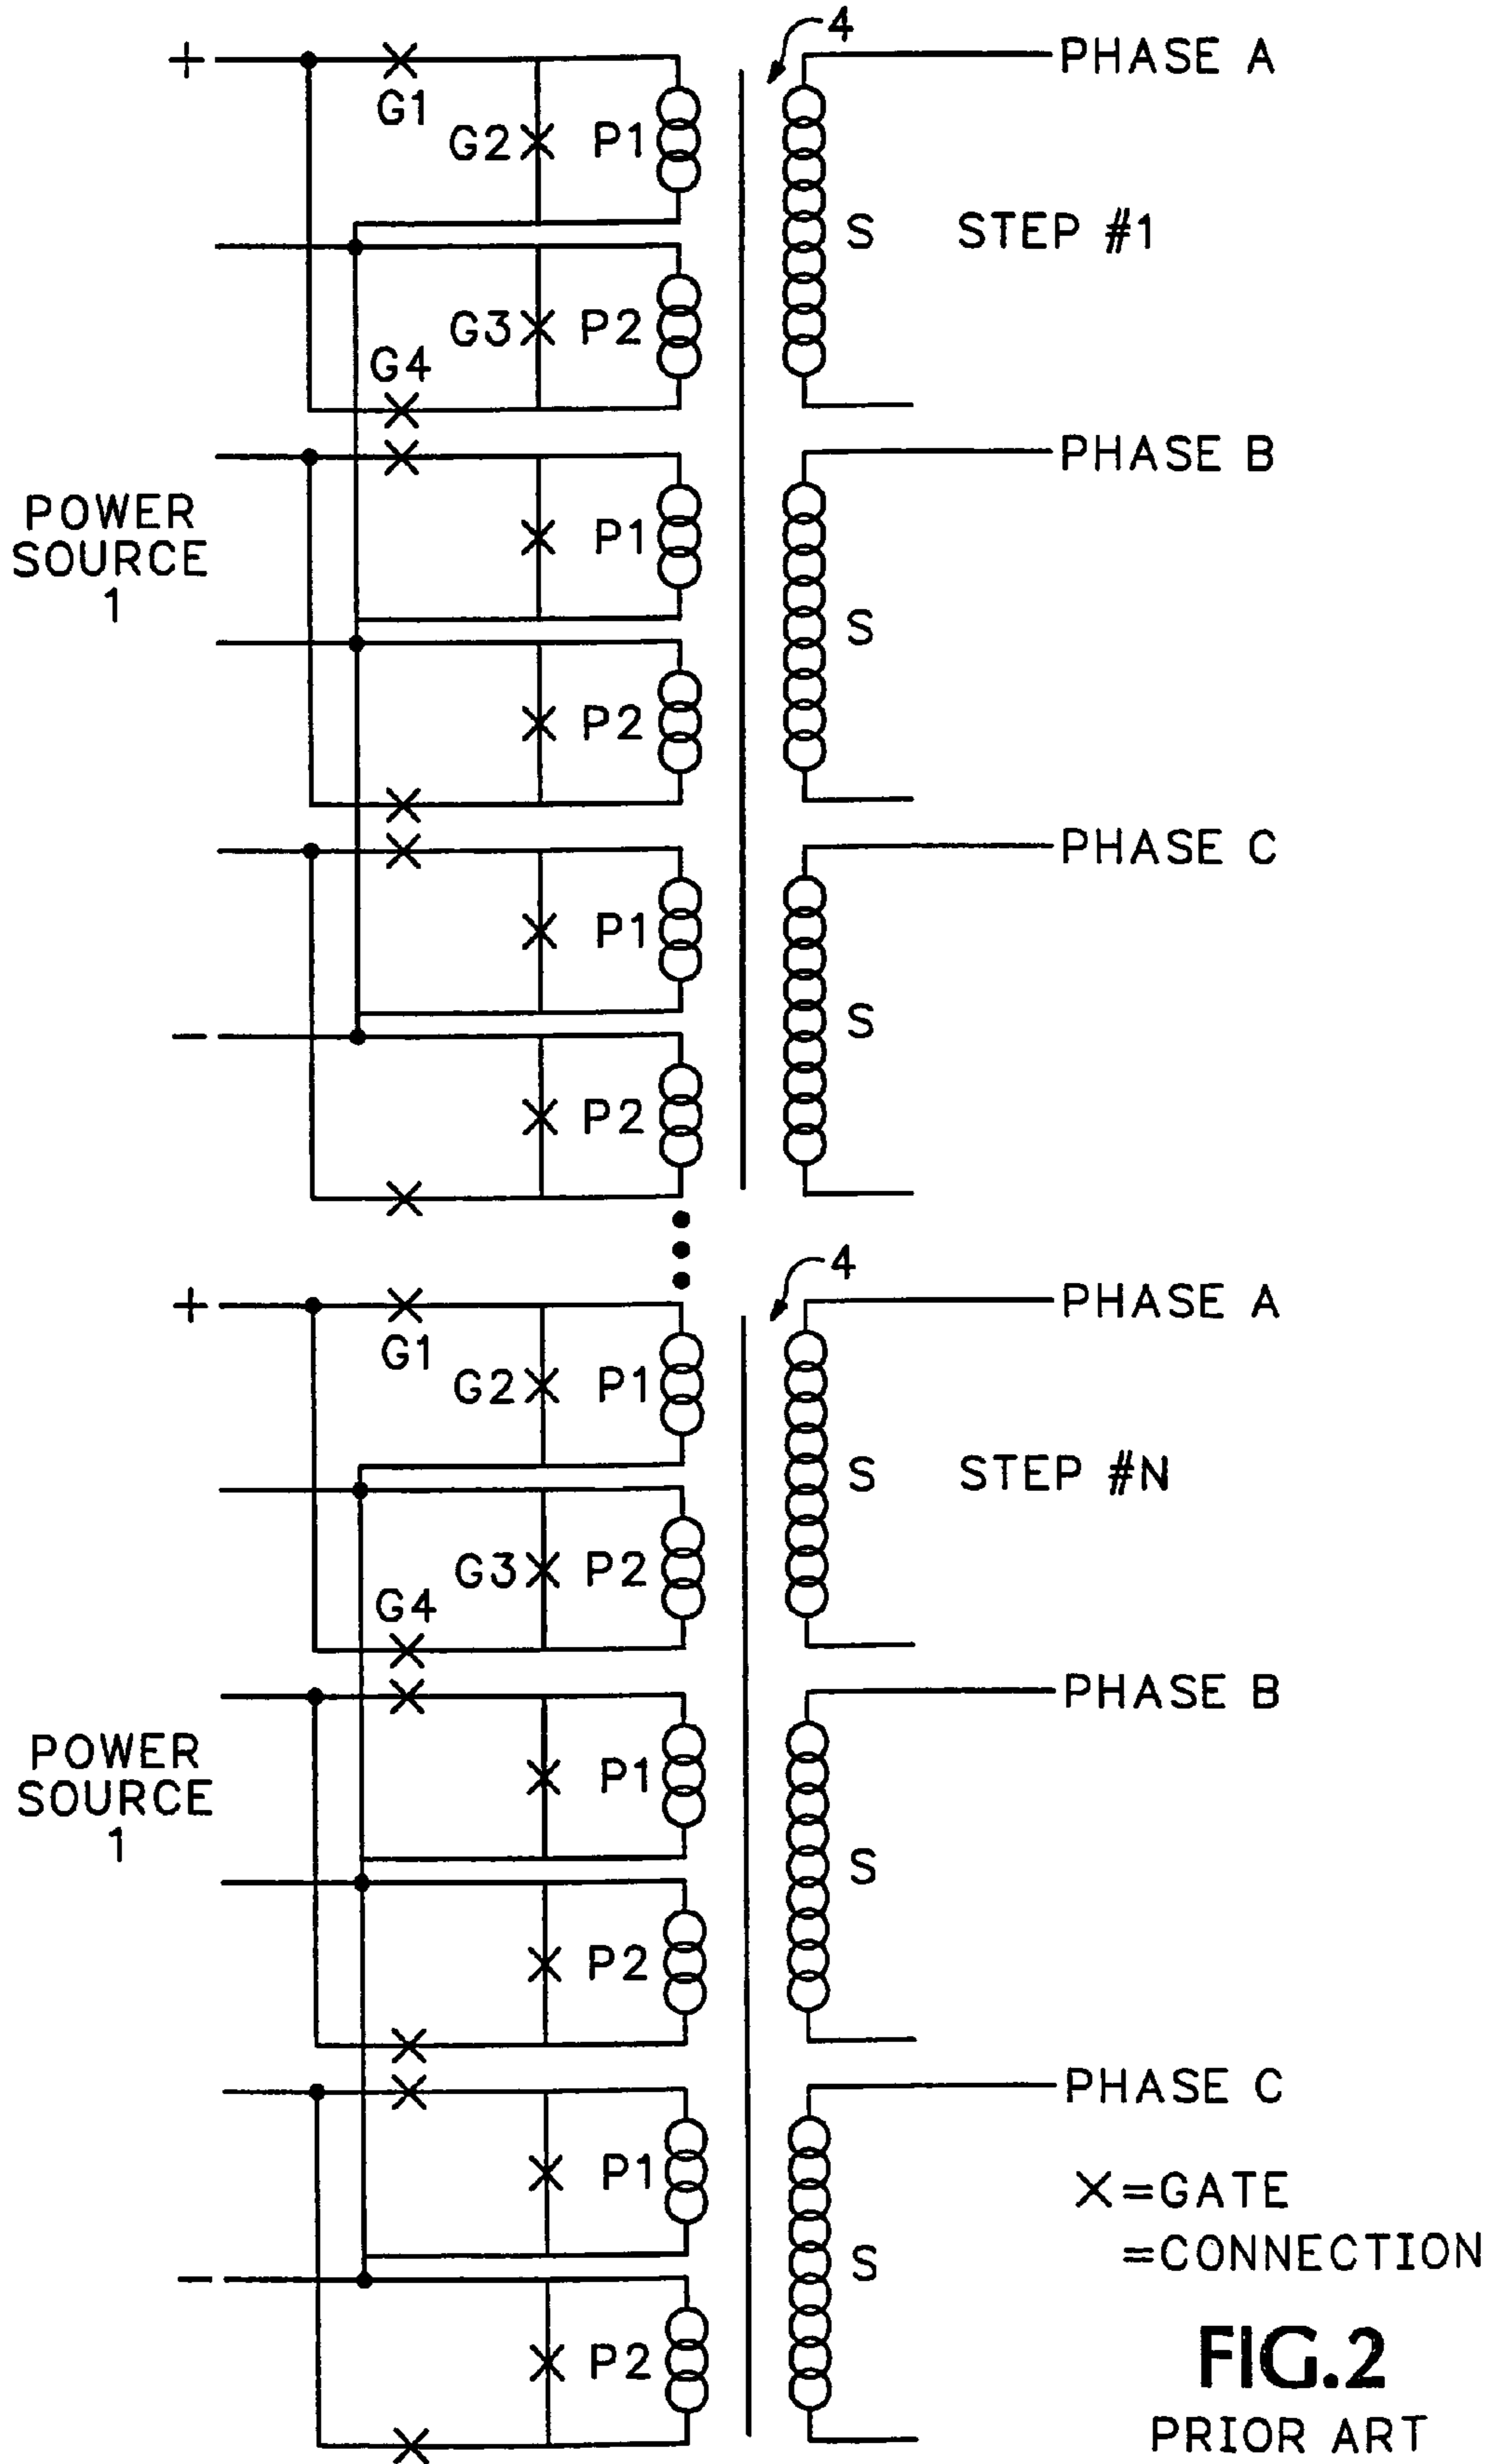 4
+ PHASE A
G1
G2 P1
S STEP #1
G3 P2
G4
PHASE B
POWER
SOURCE
1
P1
S
P2
PHASE C
P1
S
−
P2
4
+ PHASE A
G1
G2 P1
S STEP #N
G3 P2
G4
PHASE B
POWER
SOURCE
1
P1
S
P2
PHASE C
P1
X=GATE
=CONNECTION
S
−
P2
FIG.2
PRIOR ART